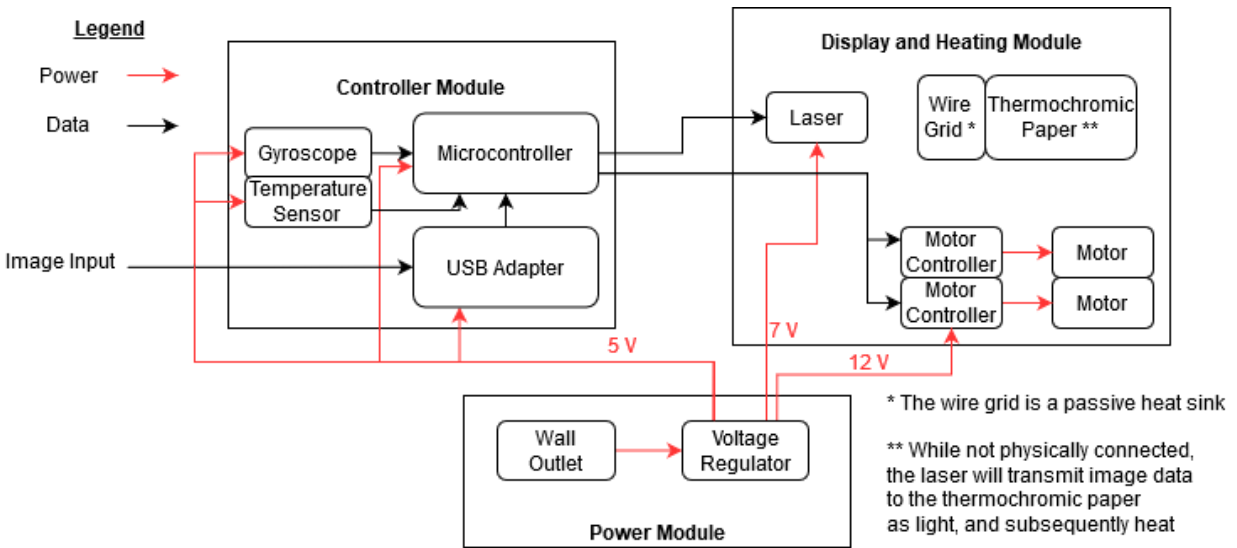 Legend
Power
Data
Controller Module
Gyroscope
Temperature
Sensor
Microcontroller
USB Adapter
Image Input
Display and Heating Module
Laser
Wire
Grid *
Thermochromic
Paper **
Motor
Controller
Motor
Motor
Controller
Motor
5 V
7 V
12 V
Wall
Outlet
Voltage
Regulator
Power Module
* The wire grid is a passive heat sink
** While not physically connected,
the laser will transmit image data
to the thermochromic paper
as light, and subsequently heat